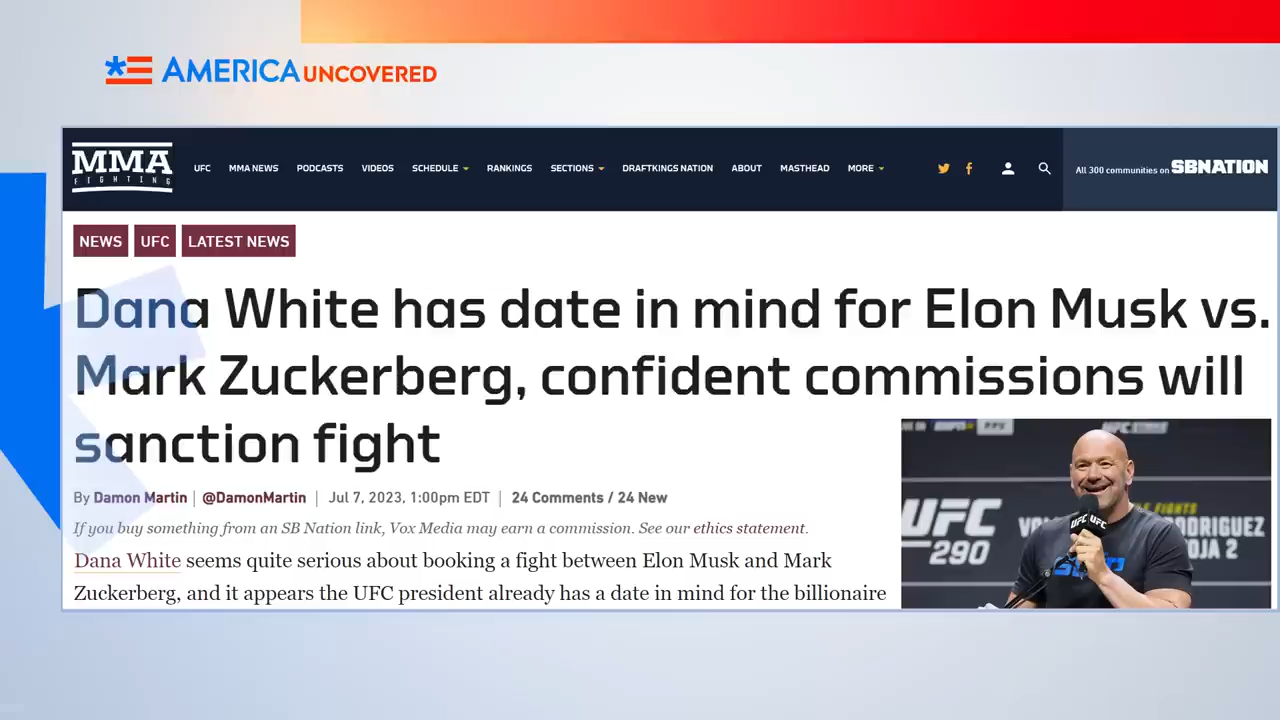 AMERICA UNCOVERED
MMA
FIGHTING
UFC MMA NEWS PODCASTS VIDEOS SCHEDULE RANKINGS SECTIONS DRAFTKINGS NATION ABOUT MASTHEAD MORE
All 300 communities on SBNATION
NEWS UFC LATEST NEWS
Dana White has date in mind for Elon Musk vs.
Mark Zuckerberg, confident commissions will
sanction fight
By Damon Martin | @DamonMartin | Jul 7, 2023, 1:00pm EDT | 24 Comments / 24 New
If you buy something from an SB Nation link, Vox Media may earn a commission. See our ethics statement.
Dana White seems quite serious about booking a fight between Elon Musk and Mark
Zuckerberg, and it appears the UFC president already has a date in mind for the billionaire
UFC
290
RODRIGUEZ
OJA 2
UFC UFC